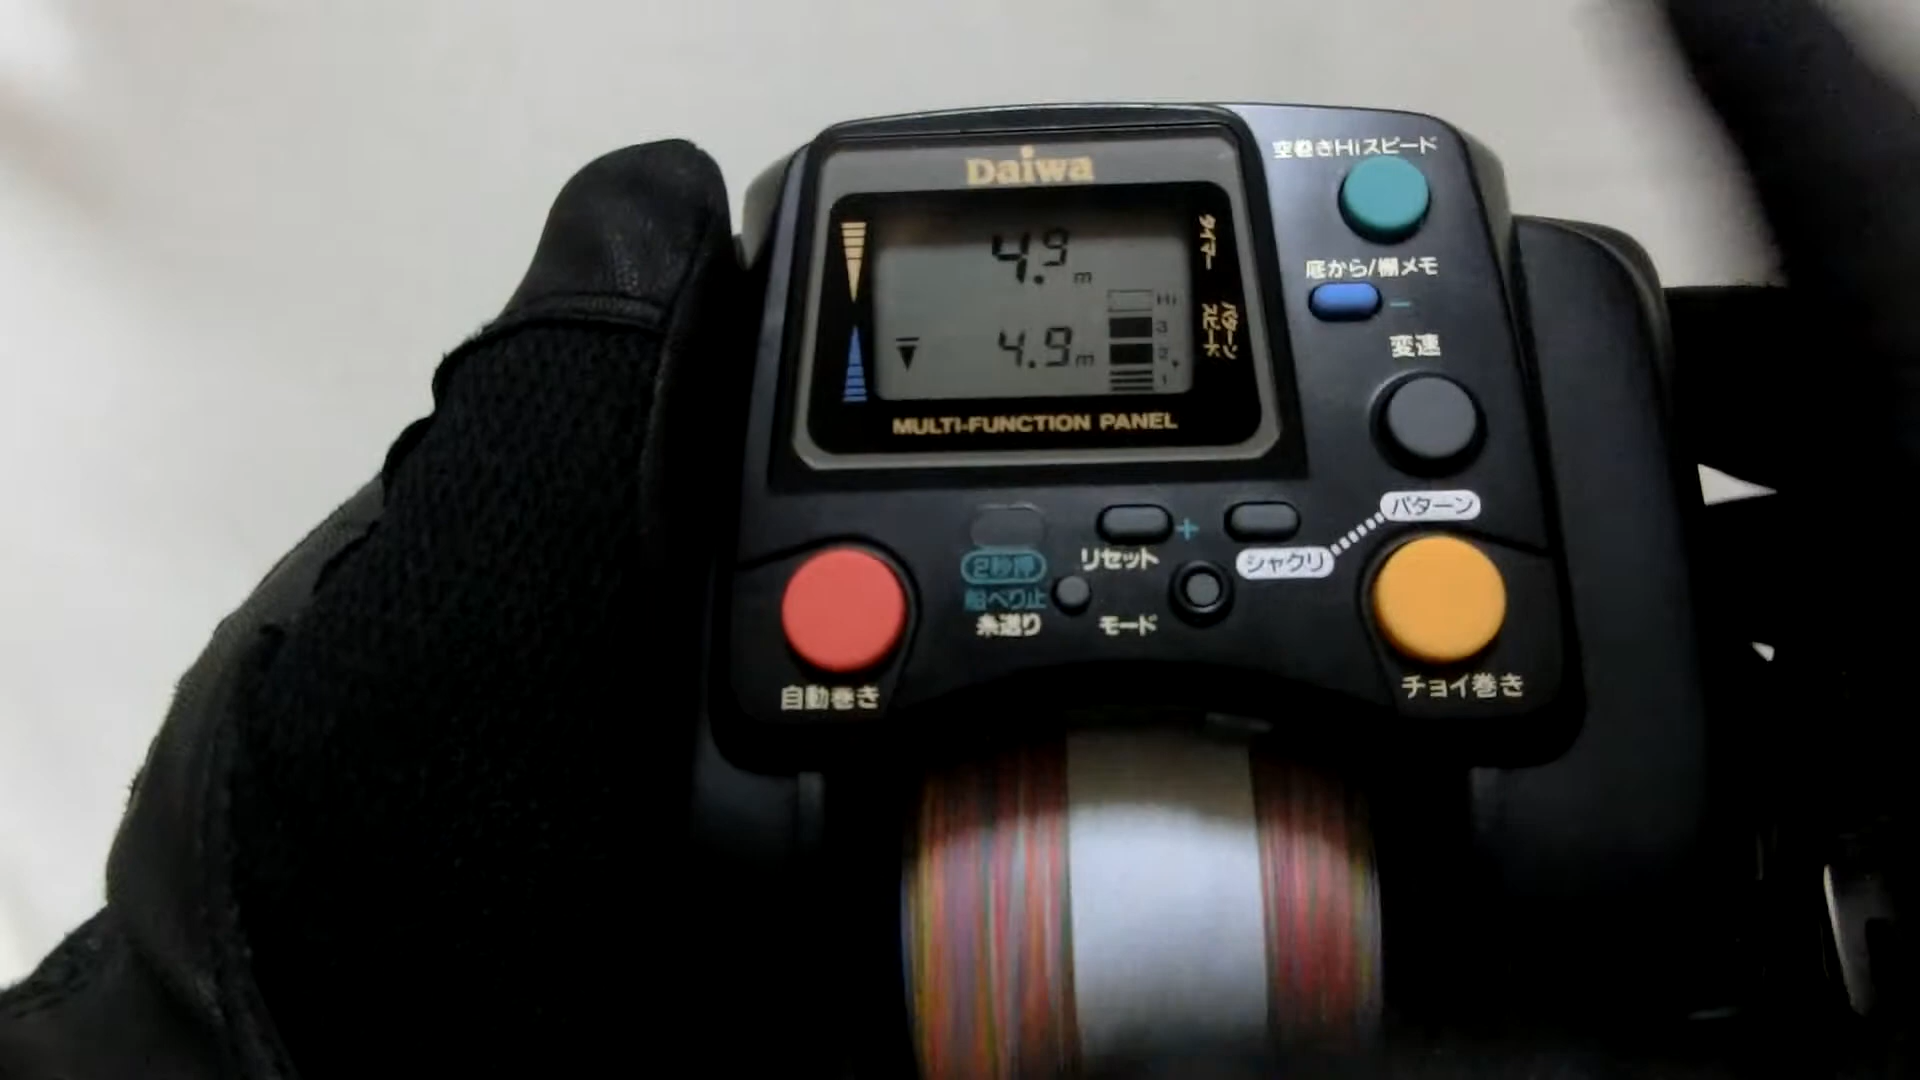 Daiwa
空巻きHiスピード
タイマー
4.9m
底から/棚メモ
−
Hi
3
2
1
パターン
スピード
4.9m
変速
MULTI-FUNCTION PANEL
パターン
+
2秒押
リセット
シャクリ
船べり止
糸送り
モード
自動巻き
チョイ巻き